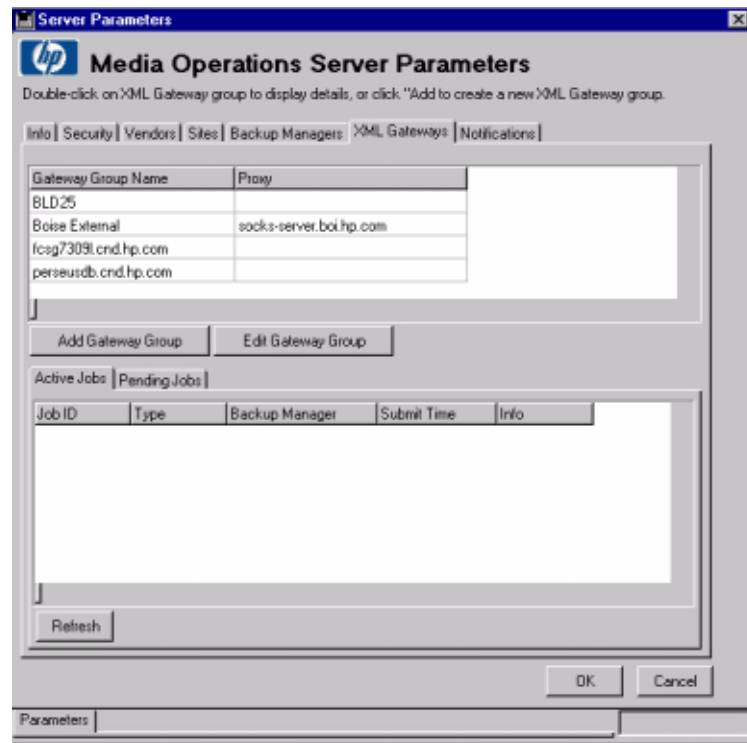 Server Parameters
hp Media Operations Server Parameters
Double-click on XML Gateway group to display details, or click "Add to create a new XML Gateway group.
Info Security Vendors Sites Backup Managers XML Gateways Notifications
Gateway Group Name Proxy
BLD25
Boise External socks-server.boi.hp.com
fcsg7309l.cnd.hp.com
perseusdb.cnd.hp.com
Add Gateway Group Edit Gateway Group
Active Jobs Pending Jobs
Job ID Type Backup Manager Submit Time Info
Refresh
OK Cancel
Parameters